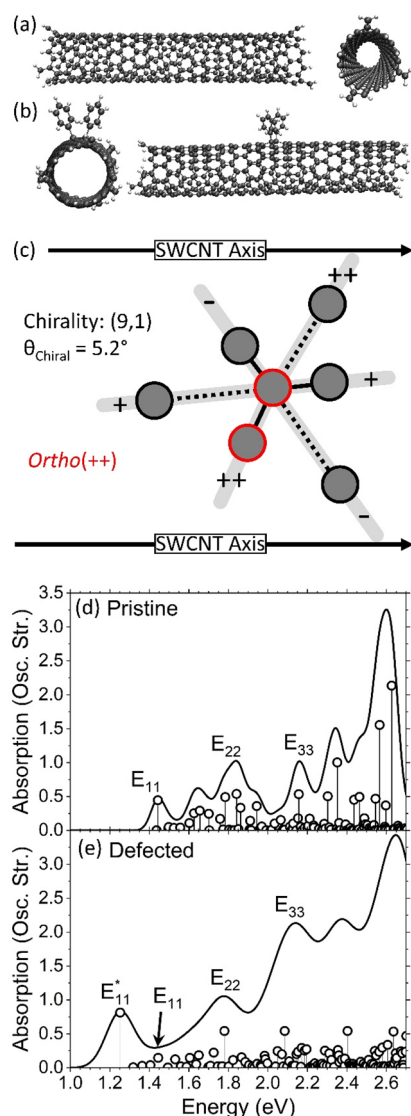 (a)
(b)
(c)
SWCNT Axis
++
-
Chirality: (9,1)
θChiral = 5.2°
+
+
Ortho(++)
++
-
SWCNT Axis
3.5
(d) Pristine
3.0
2.5
2.0
1.5
1.0
0.5
0.0
E11
E22
E33
Absorption (Osc. Str.)
(e) Defected
3.0
2.5
2.0
1.5
1.0
0.5
0.0
E*11
E11
E22
E33
Absorption (Osc. Str.)
1.0 1.2 1.4 1.6 1.8 2.0 2.2 2.4 2.6
Energy (eV)